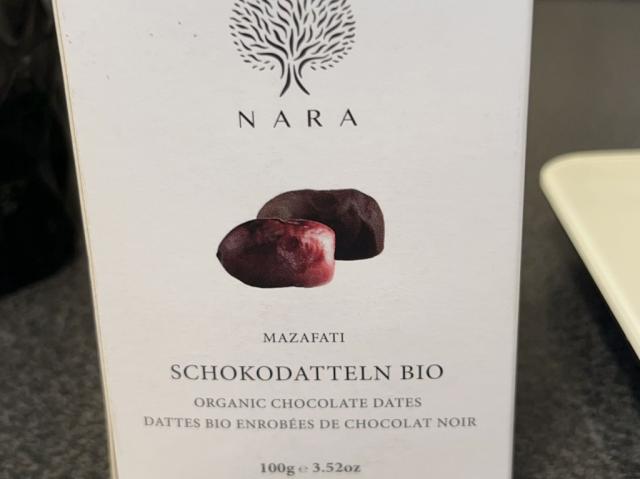 NARA
MAZAFATI
SCHOKODATTELN BIO
ORGANIC CHOCOLATE DATES
DATTES BIO ENROBÉES DE CHOCOLAT NOIR
100g ℮ 3.52oz